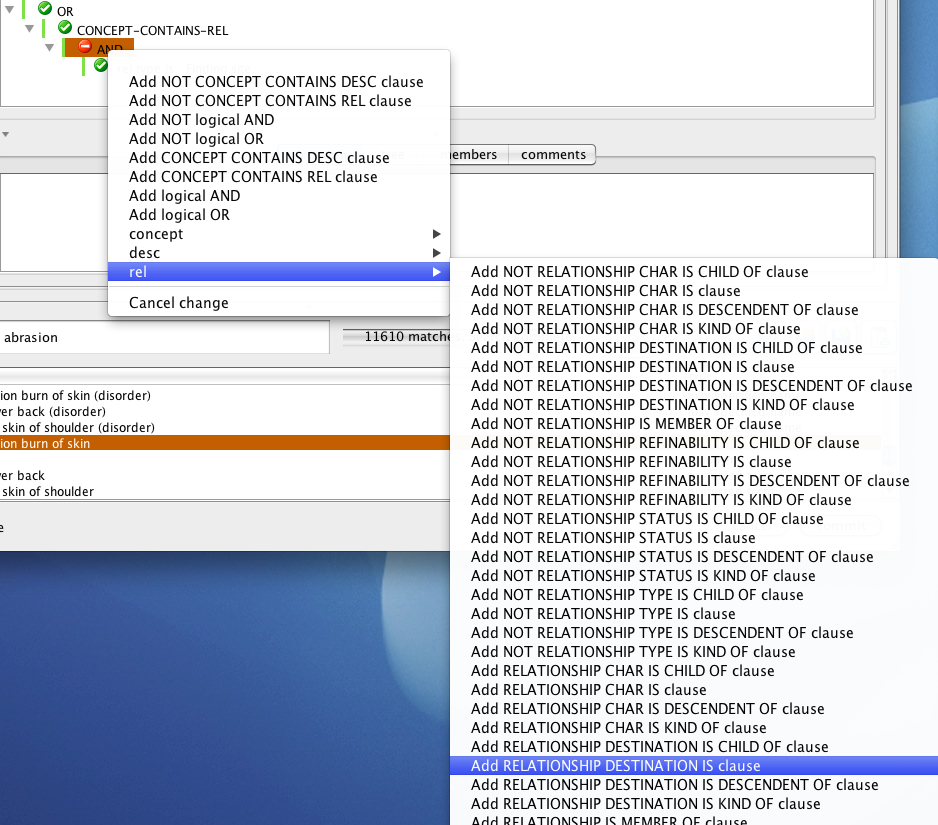 OR
CONCEPT-CONTAINS-REL
AND
Add NOT CONCEPT CONTAINS DESC clause
Add NOT CONCEPT CONTAINS REL clause
Add NOT logical AND
Add NOT logical OR
Add CONCEPT CONTAINS DESC clause
Add CONCEPT CONTAINS REL clause
Add logical AND
Add logical OR
concept
desc
rel
Cancel change
members
comments
abrasion
11610 matche
ion burn of skin (disorder)
er back (disorder)
skin of shoulder (disorder)
ion burn of skin
er back
skin of shoulder
e
Add NOT RELATIONSHIP CHAR IS CHILD OF clause
Add NOT RELATIONSHIP CHAR IS clause
Add NOT RELATIONSHIP CHAR IS DESCENDENT OF clause
Add NOT RELATIONSHIP CHAR IS KIND OF clause
Add NOT RELATIONSHIP DESTINATION IS CHILD OF clause
Add NOT RELATIONSHIP DESTINATION IS clause
Add NOT RELATIONSHIP DESTINATION IS DESCENDENT OF clause
Add NOT RELATIONSHIP DESTINATION IS KIND OF clause
Add NOT RELATIONSHIP IS MEMBER OF clause
Add NOT RELATIONSHIP REFINABILITY IS CHILD OF clause
Add NOT RELATIONSHIP REFINABILITY IS clause
Add NOT RELATIONSHIP REFINABILITY IS DESCENDENT OF clause
Add NOT RELATIONSHIP REFINABILITY IS KIND OF clause
Add NOT RELATIONSHIP STATUS IS CHILD OF clause
Add NOT RELATIONSHIP STATUS IS clause
Add NOT RELATIONSHIP STATUS IS DESCENDENT OF clause
Add NOT RELATIONSHIP STATUS IS KIND OF clause
Add NOT RELATIONSHIP TYPE IS CHILD OF clause
Add NOT RELATIONSHIP TYPE IS clause
Add NOT RELATIONSHIP TYPE IS DESCENDENT OF clause
Add NOT RELATIONSHIP TYPE IS KIND OF clause
Add RELATIONSHIP CHAR IS CHILD OF clause
Add RELATIONSHIP CHAR IS clause
Add RELATIONSHIP CHAR IS DESCENDENT OF clause
Add RELATIONSHIP CHAR IS KIND OF clause
Add RELATIONSHIP DESTINATION IS CHILD OF clause
Add RELATIONSHIP DESTINATION IS clause
Add RELATIONSHIP DESTINATION IS DESCENDENT OF clause
Add RELATIONSHIP DESTINATION IS KIND OF clause
Add RELATIONSHIP IS MEMBER OF clause